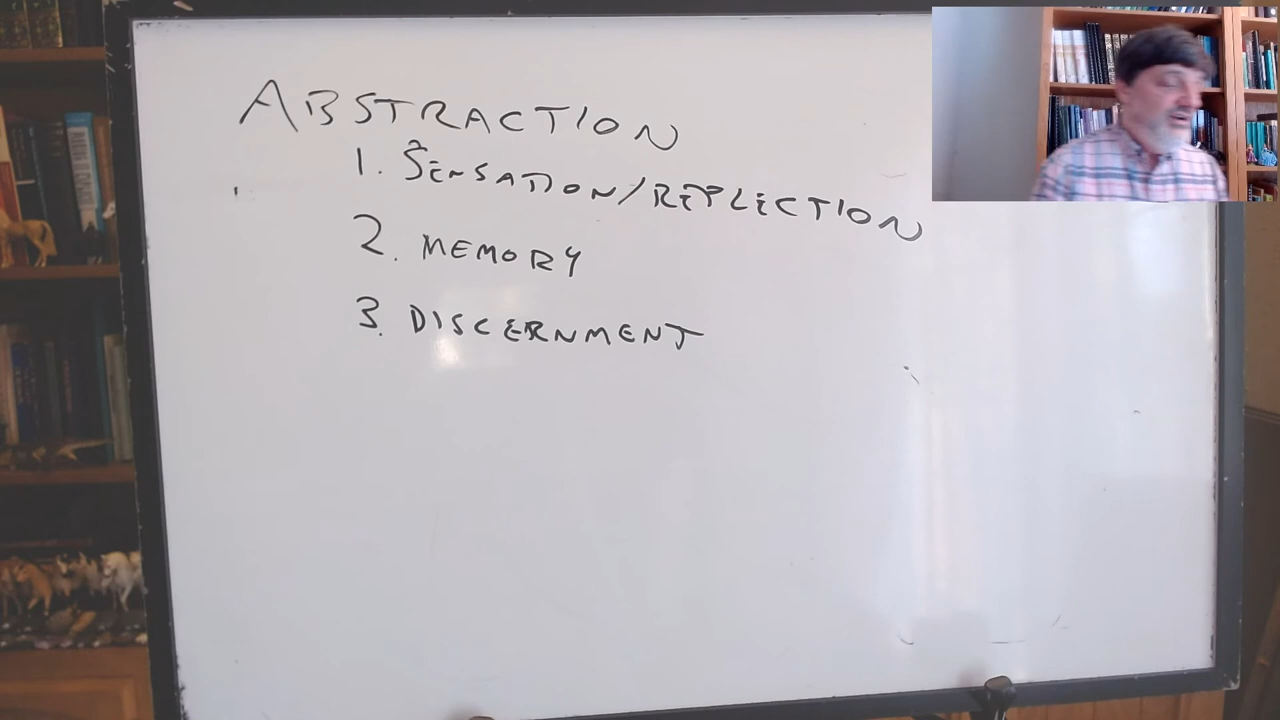 ABSTRACTION
1. SENSATION/REFLECTION
2. MEMORY
3. DISCERNMENT